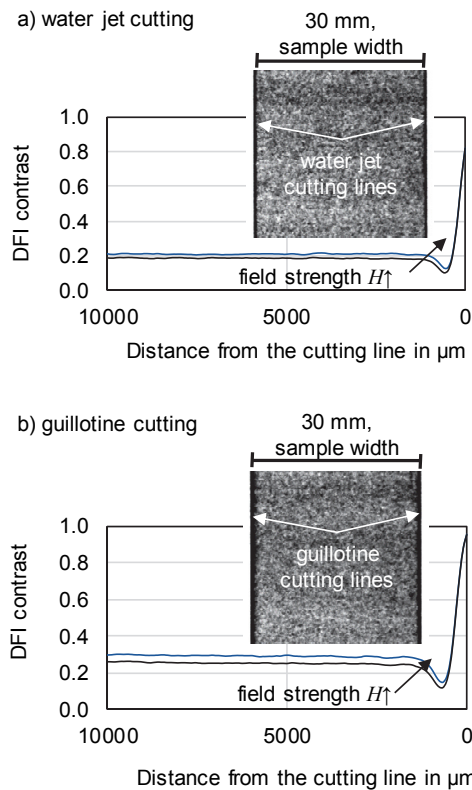 a) water jet cutting
30 mm,
sample width
water jet
cutting lines
1.0
0.8
0.6
0.4
0.2
0.0
DFI contrast
field strength H↑
10000
5000
0
Distance from the cutting line in µm
b) guillotine cutting
30 mm,
sample width
guillotine
cutting lines
1.0
0.8
0.6
0.4
0.2
0.0
DFI contrast
field strength H↑
10000
5000
0
Distance from the cutting line in µm